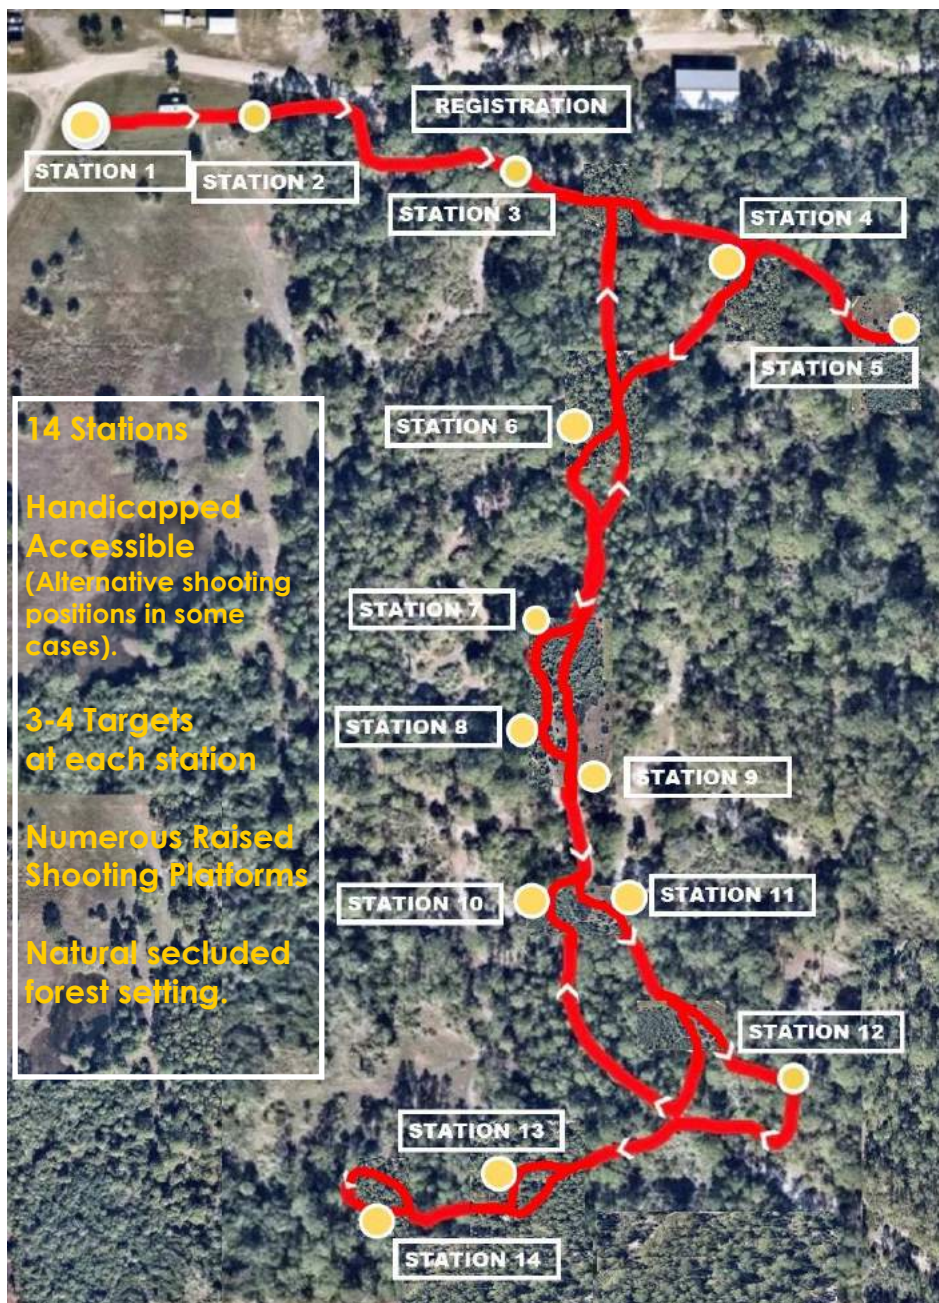 REGISTRATION
STATION 1
STATION 2
STATION 3
STATION 4
STATION 5
STATION 6
14 Stations
Handicapped
Accessible
(Alternative shooting
positions in some
cases).
3-4 Targets
at each station
Numerous Raised
Shooting Platforms
Natural secluded
forest setting.
STATION 7
STATION 8
STATION 9
STATION 10
STATION 11
STATION 12
STATION 13
STATION 14